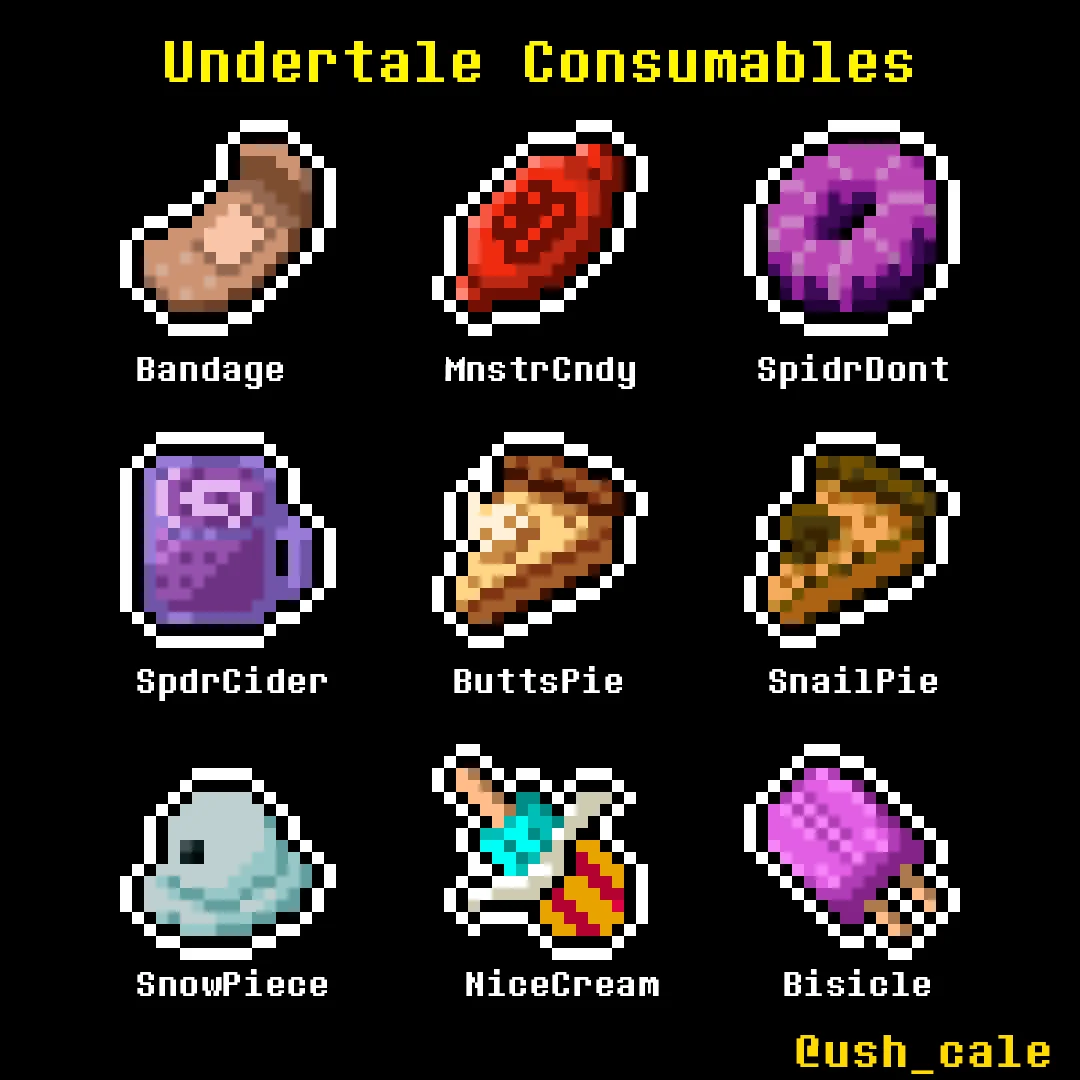 Undertale Consumables
Bandage
MnstrCndy
SpidrDont
SpdrCider
ButtsPie
SnailPie
SnowPiece
NiceCream
Bisicle
@ush_cale